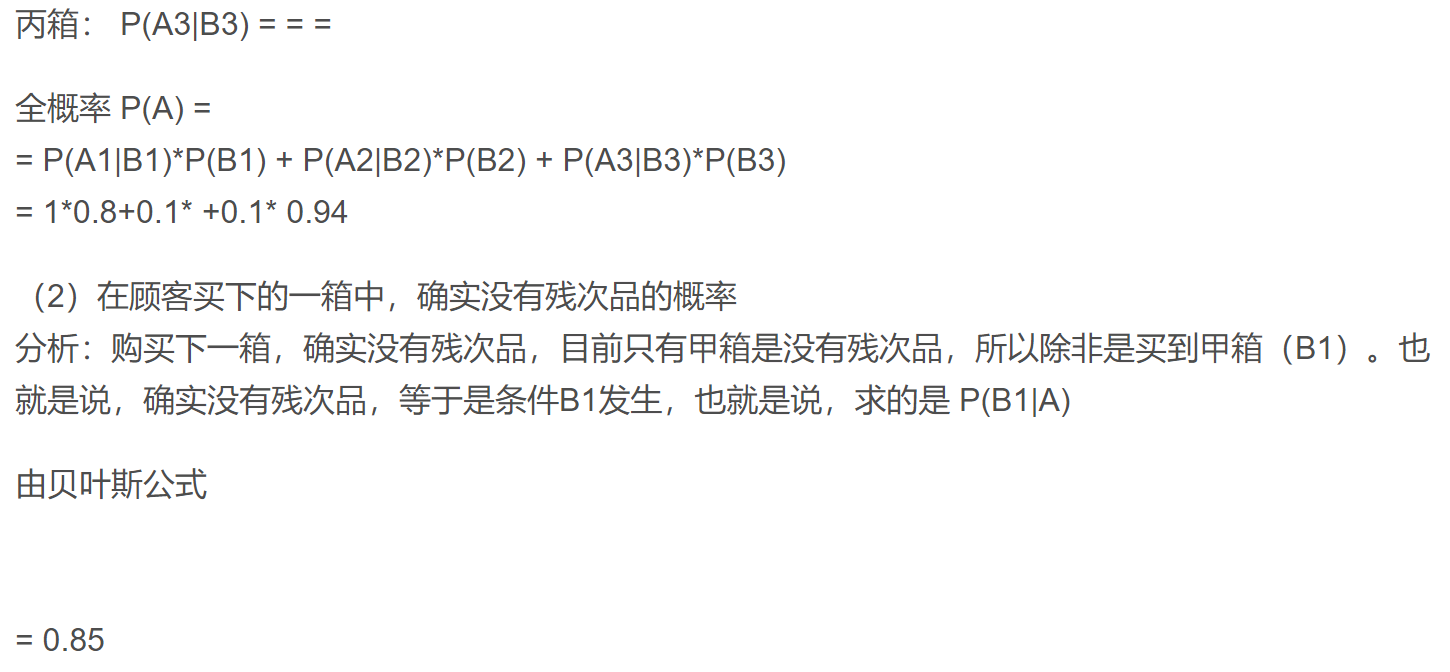 丙箱： P(A3|B3) = = =
全概率 P(A) =
= P(A1|B1)*P(B1) + P(A2|B2)*P(B2) + P(A3|B3)*P(B3)
= 1*0.8+0.1* +0.1* 0.94
（2）在顾客买下的一箱中，确实没有残次品的概率
分析：购买下一箱，确实没有残次品，目前只有甲箱是没有残次品，所以除非是买到甲箱（B1）。也
就是说，确实没有残次品，等于是条件B1发生，也就是说，求的是 P(B1|A)
由贝叶斯公式
= 0.85